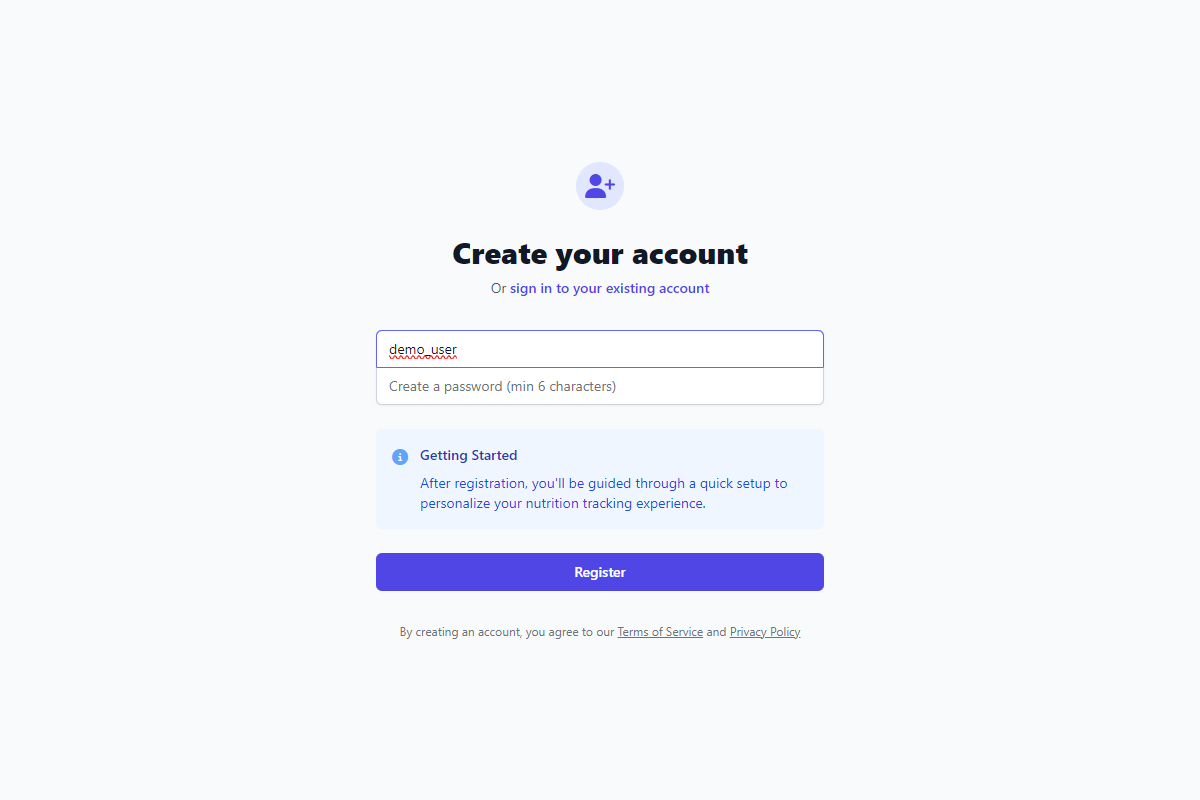 Create your account
Or sign in to your existing account
demo_user
Create a password (min 6 characters)
Getting Started
After registration, you'll be guided through a quick setup to
personalize your nutrition tracking experience.
Register
By creating an account, you agree to our Terms of Service and Privacy Policy